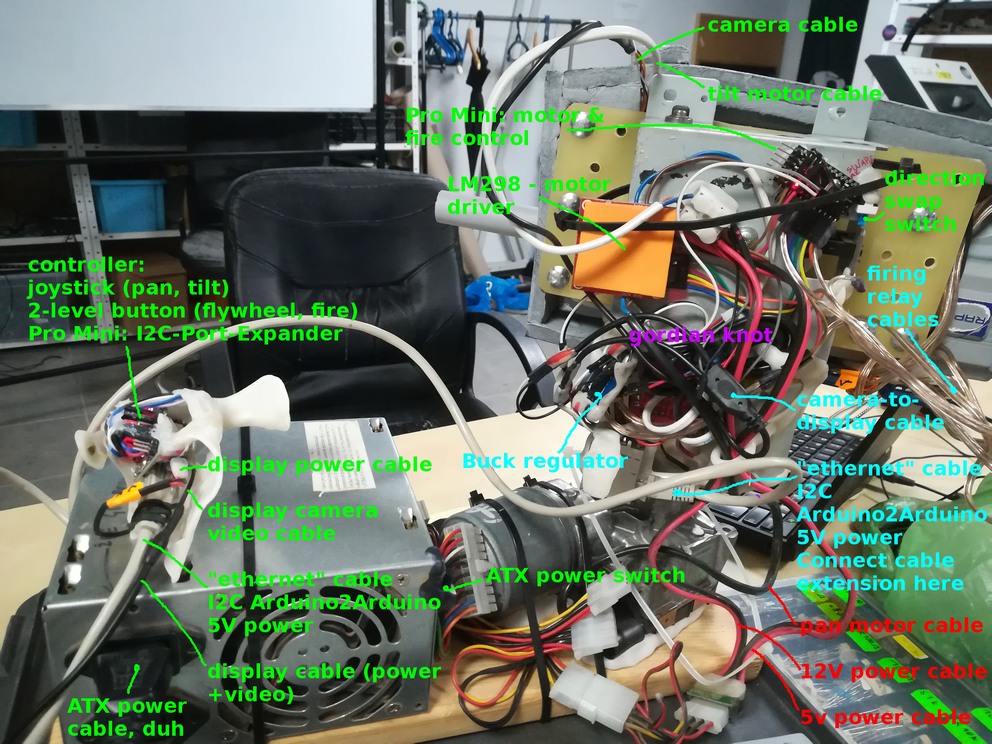 camera cable
tilt motor cable
Pro Mini: motor &
fire control
LM298 - motor
driver
direction
swap
switch
controller:
joystick (pan, tilt)
2-level button (flywheel, fire)
Pro Mini: I2C-Port-Expander
firing
relay
cables
gordian knot
camera-to-
display cable
Buck regulator
display power cable
display camera
video cable
"ethernet" cable
I2C
Arduino2Arduino
5V power
Connect cable
extension here
"ethernet" cable
I2C Arduino2Arduino
5V power
ATX power switch
pan motor cable
display cable (power
+video)
12V power cable
5v power cable
ATX power
cable, duh